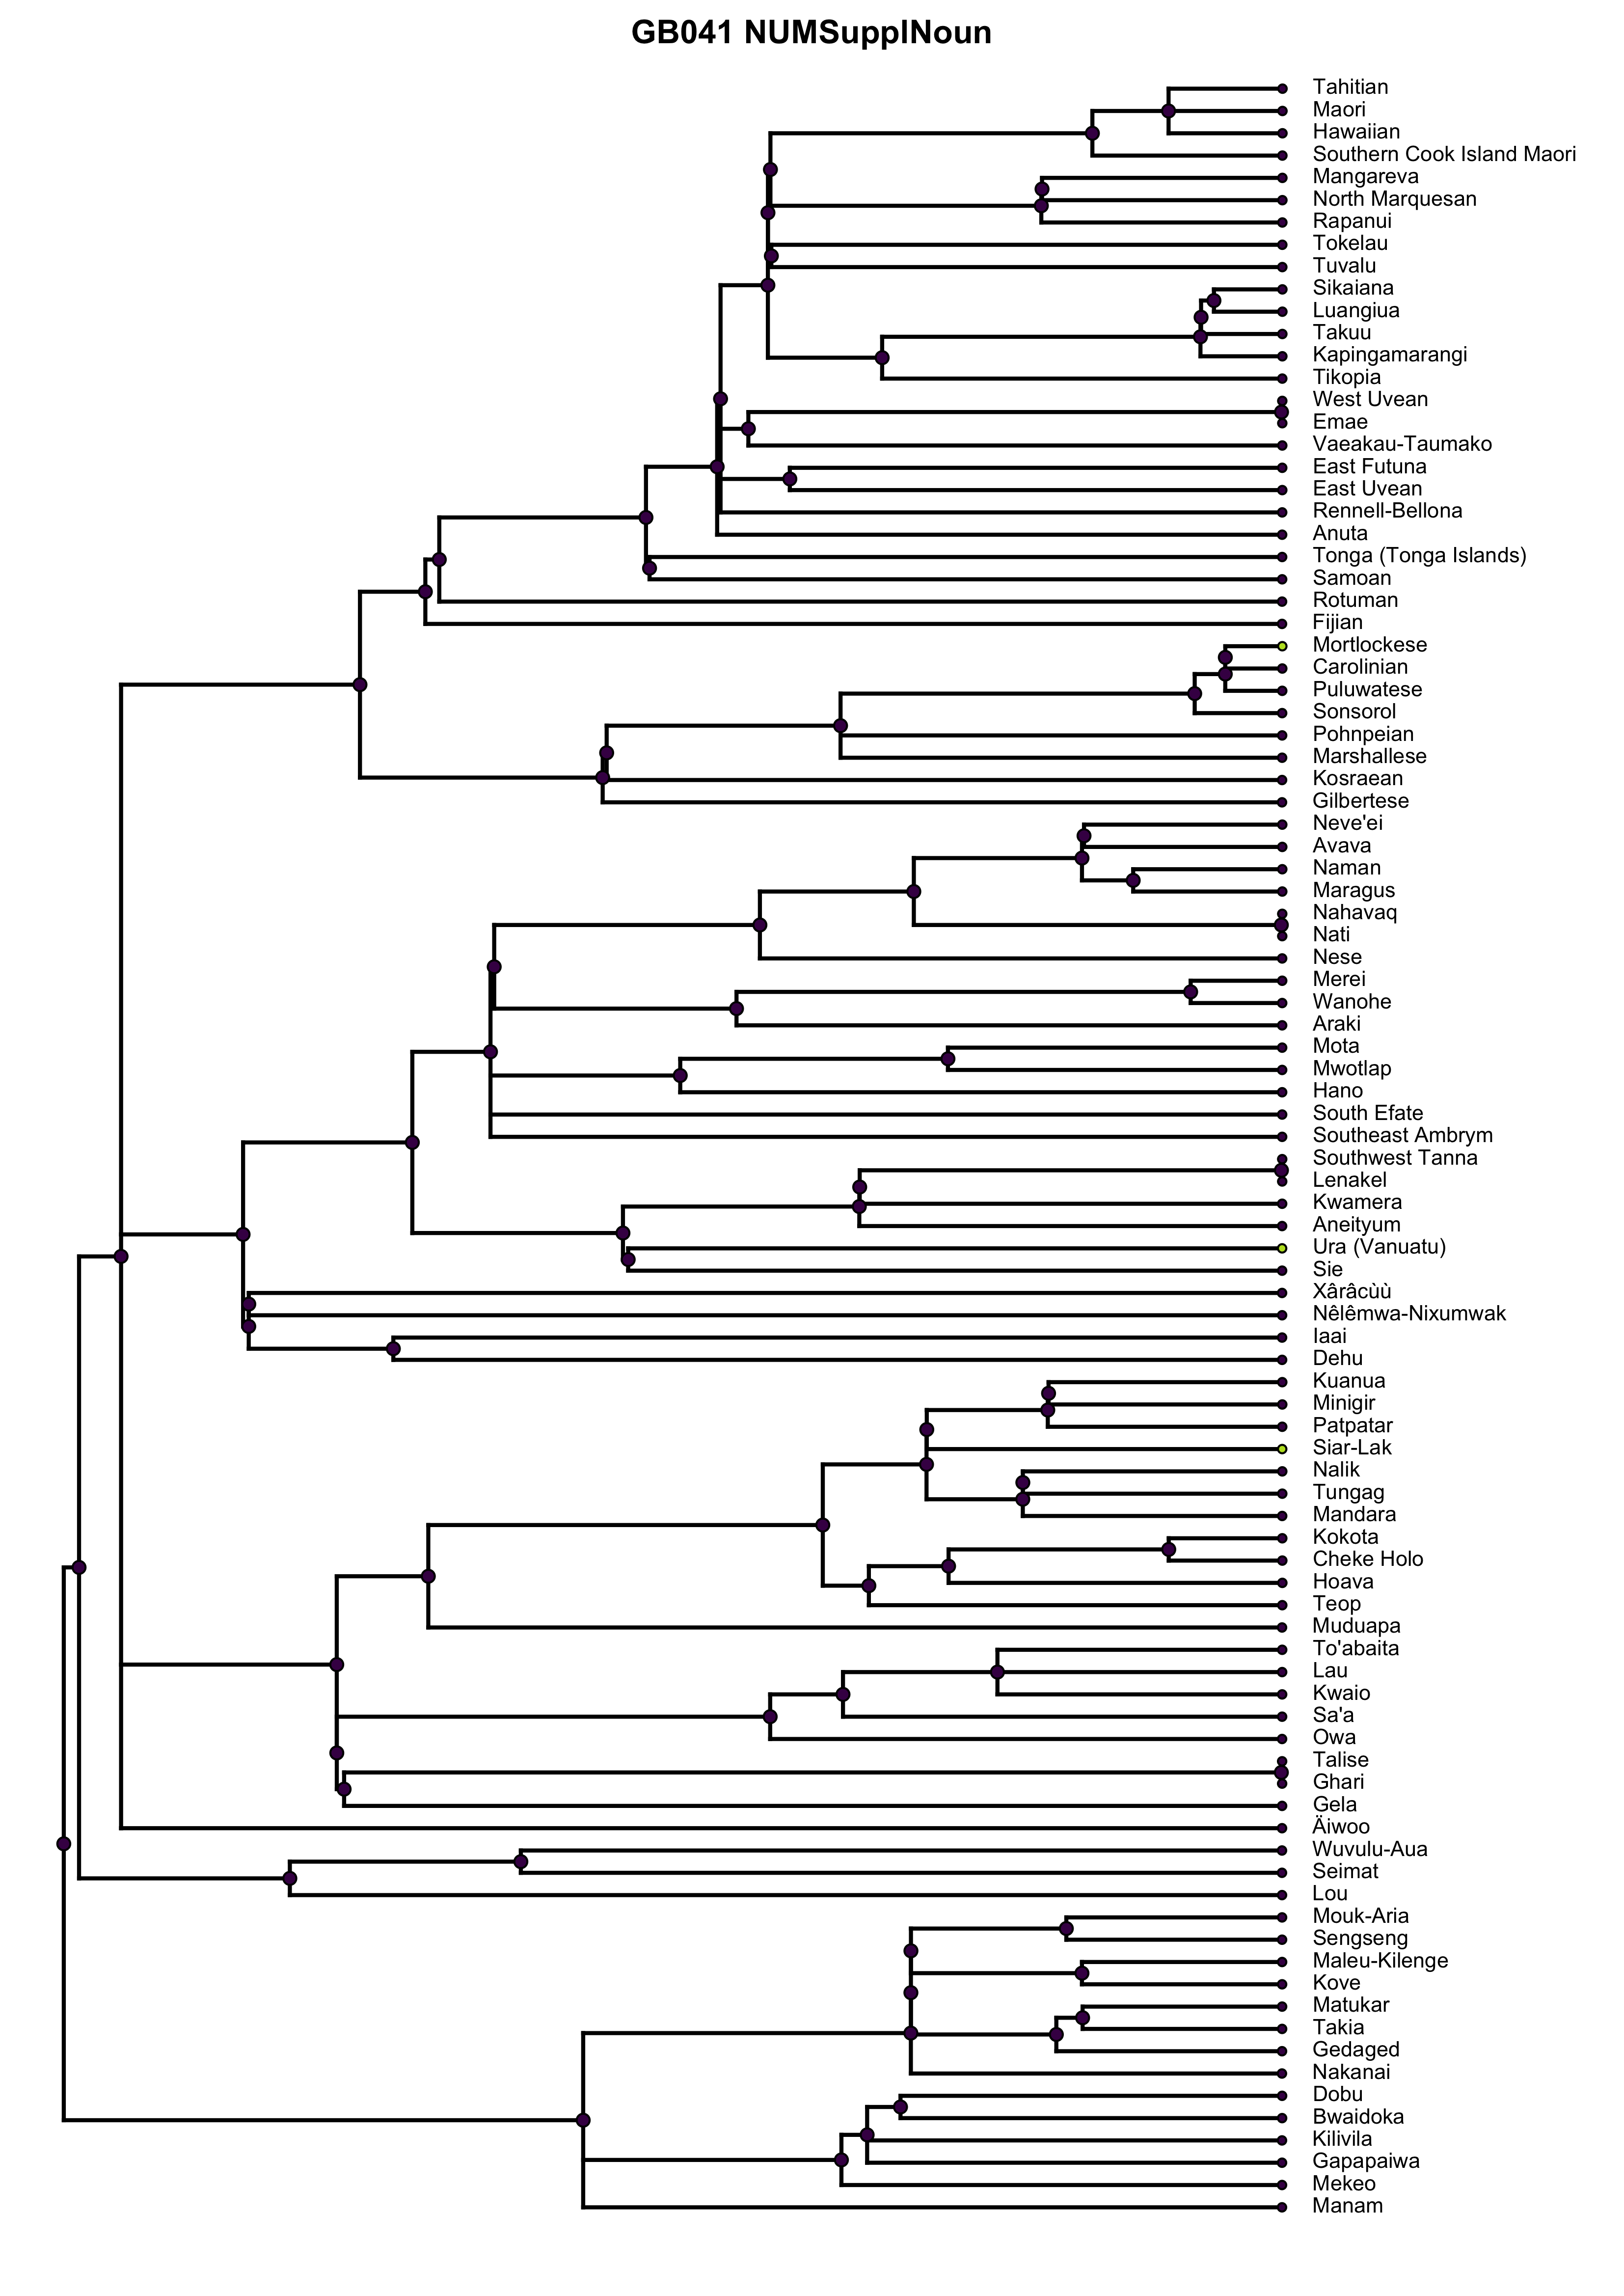 GB041 NUMSupplNoun
Tahitian
Maori
Hawaiian
Southern Cook Island Maori
Mangareva
North Marquesan
Rapanui
Tokelau
Tuvalu
Sikaiana
Luangiua
Takuu
Kapingamarangi
Tikopia
West Uvean
Emae
Vaeakau-Taumako
East Futuna
East Uvean
Rennell-Bellona
Anuta
Tonga (Tonga Islands)
Samoan
Rotuman
Fijian
Mortlockese
Carolinian
Puluwatese
Sonsorol
Pohnpeian
Marshallese
Kosraean
Gilbertese
Neve'ei
Avava
Naman
Maragus
Nahavaq
Nati
Nese
Merei
Wanohe
Araki
Mota
Mwotlap
Hano
South Efate
Southeast Ambrym
Southwest Tanna
Lenakel
Kwamera
Aneityum
Ura (Vanuatu)
Sie
Xârâcùù
Nêlêmwa-Nixumwak
Iaai
Dehu
Kuanua
Minigir
Patpatar
Siar-Lak
Nalik
Tungag
Mandara
Kokota
Cheke Holo
Hoava
Teop
Muduapa
To'abaita
Lau
Kwaio
Sa'a
Owa
Talise
Ghari
Gela
Äiwoo
Wuvulu-Aua
Seimat
Lou
Mouk-Aria
Sengseng
Maleu-Kilenge
Kove
Matukar
Takia
Gedaged
Nakanai
Dobu
Bwaidoka
Kilivila
Gapapaiwa
Mekeo
Manam